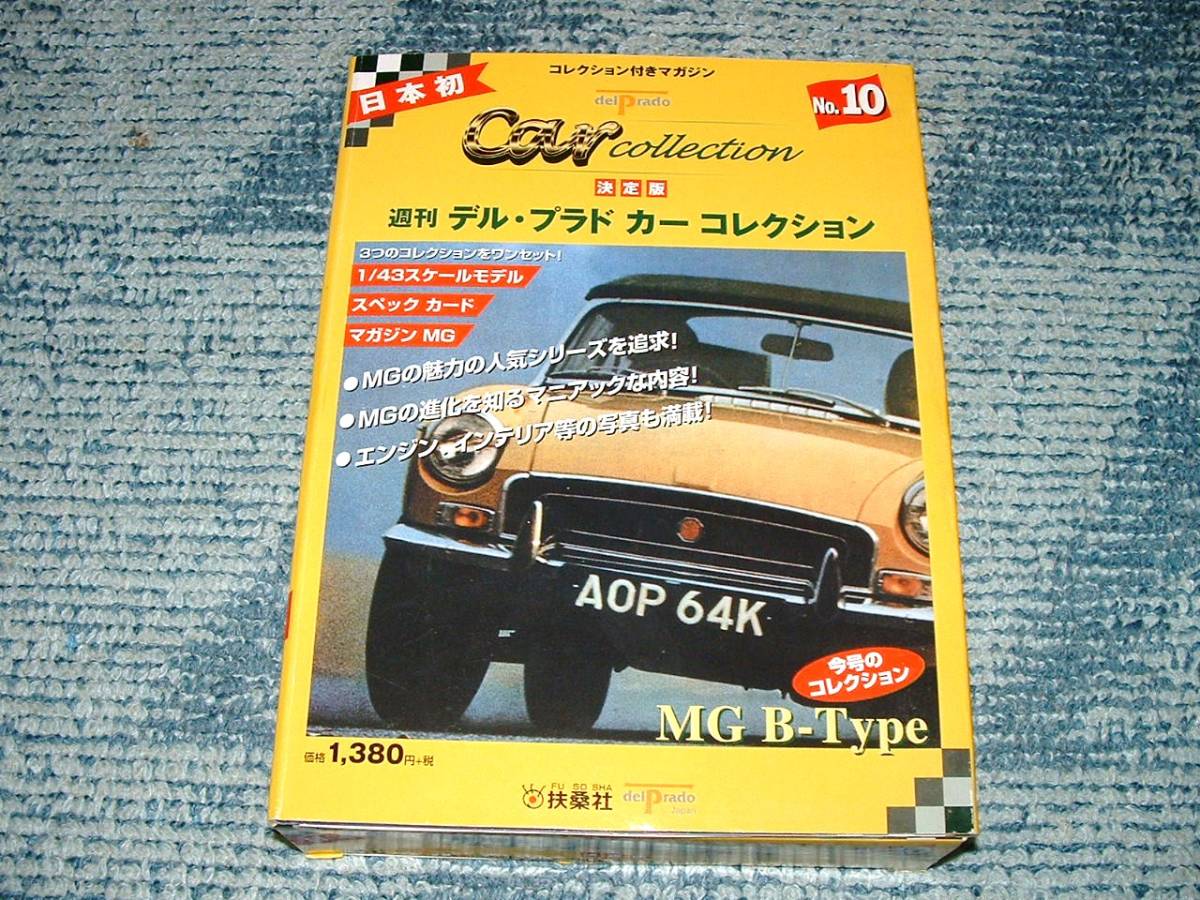 コレクション付きマガジン
日本初
No.10
delPrado
Car collection
決定版
週刊 デル・プラド カー コレクション
3つのコレクションをワンセット!
1/43スケールモデル
スペック カード
マガジン MG
●MGの魅力の人気シリーズを追求!
●MGの進化を知るマニアックな内容!
●エンジン、インテリア等の写真も満載!
AOP 64K
今号の
コレクション
MG B-Type
価格1,380円+税
FU SO SHA
扶桑社
delPrado
Japan